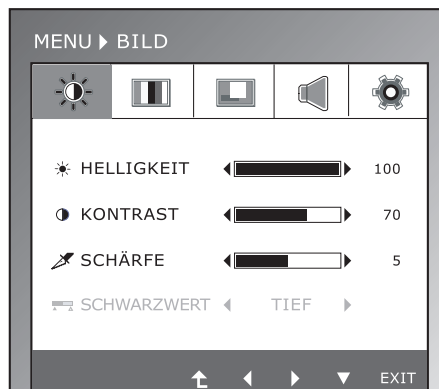 MENU ▶ BILD
HELLIGKEIT 100
KONTRAST 70
SCHÄRFE 5
SCHWARZWERT TIEF
EXIT